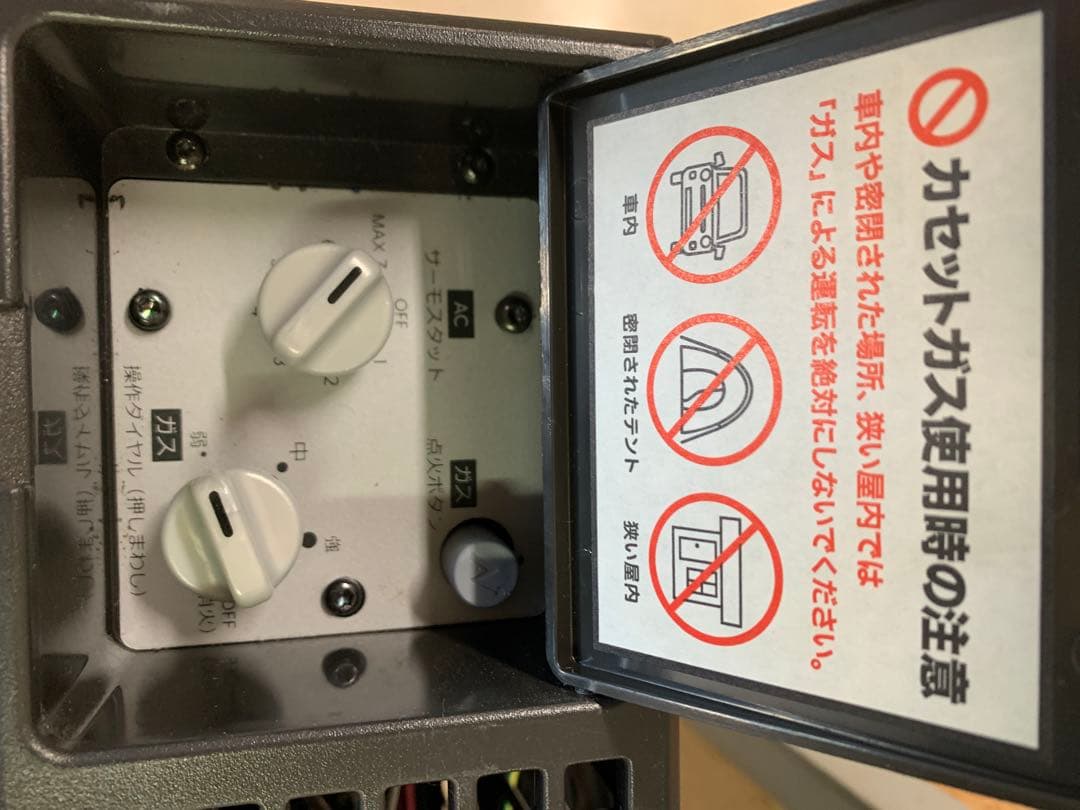 カセットガス使用時の注意
車内や密閉された場所、狭い屋内では
「ガス」による運転を絶対にしないでください。
車内
密閉されたテント
狭い屋内
AC
サーモスタット
OFF
1
2
3
MAX 7
ガス
点火ボタン
ガス
操作ダイヤル（押しまわし）
弱
中
強
OFF